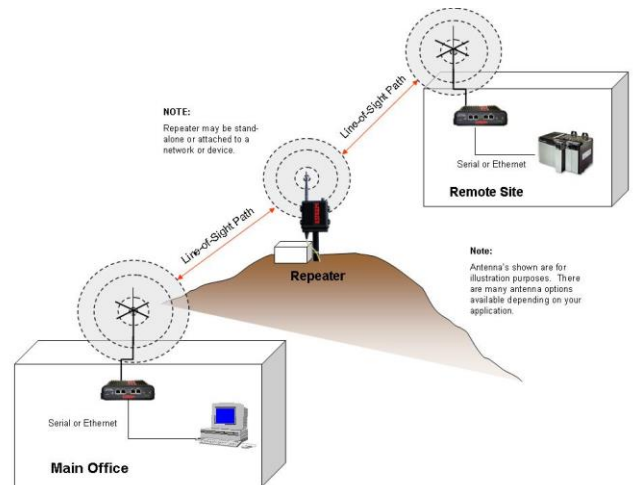 NOTE:
Repeater may be stand-
alone or attached to a
network or device.
Line-of-Sight Path
Serial or Ethernet
Remote Site
Line-of-Sight Path
Repeater
Note:
Antenna's shown are for
illustration purposes. There
are many antenna options
available depending on your
application.
Serial or Ethernet
Main Office